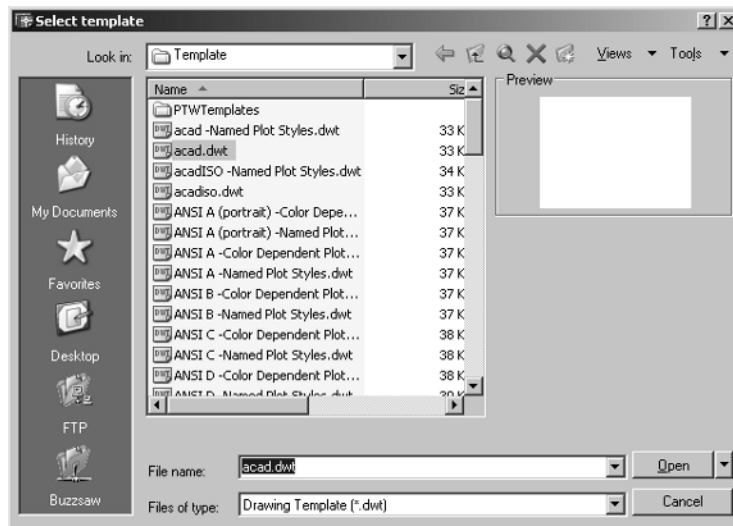 Select template
Look in: Template Views Tools
Name Siz
PTWTemplates
acad -Named Plot Styles.dwt 33 K
acad.dwt 33 K
acadISO -Named Plot Styles.dwt 34 K
acadiso.dwt 33 K
ANSI A (portrait) -Color Depe... 37 K
ANSI A (portrait) -Named Plot... 37 K
ANSI A -Color Dependent Plot... 37 K
ANSI A -Named Plot Styles.dwt 37 K
ANSI B -Color Dependent Plot... 37 K
ANSI B -Named Plot Styles.dwt 37 K
ANSI C -Color Dependent Plot... 38 K
ANSI C -Named Plot Styles.dwt 38 K
ANSI D -Color Dependent Plot... 38 K
ANSI D -Named Plot Styles.dwt
Preview
History
My Documents
Favorites
Desktop
FTP
Buzzsaw
File name: acad.dwt Open
Files of type: Drawing Template (*.dwt) Cancel